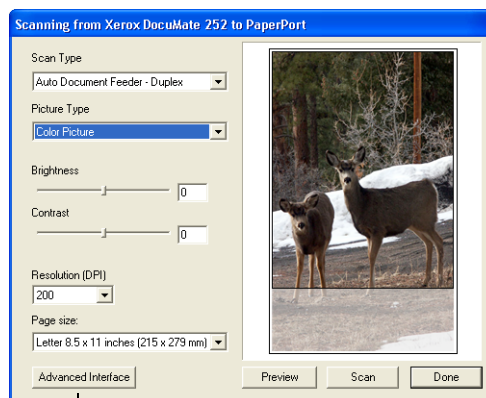 Scanning from Xerox DocuMate 252 to PaperPort
Scan Type
Auto Document Feeder - Duplex
Picture Type
Color Picture
Brightness
0
Contrast
0
Resolution (DPI)
200
Page size:
Letter 8.5 x 11 inches (215 x 279 mm)
Advanced Interface
Preview
Scan
Done